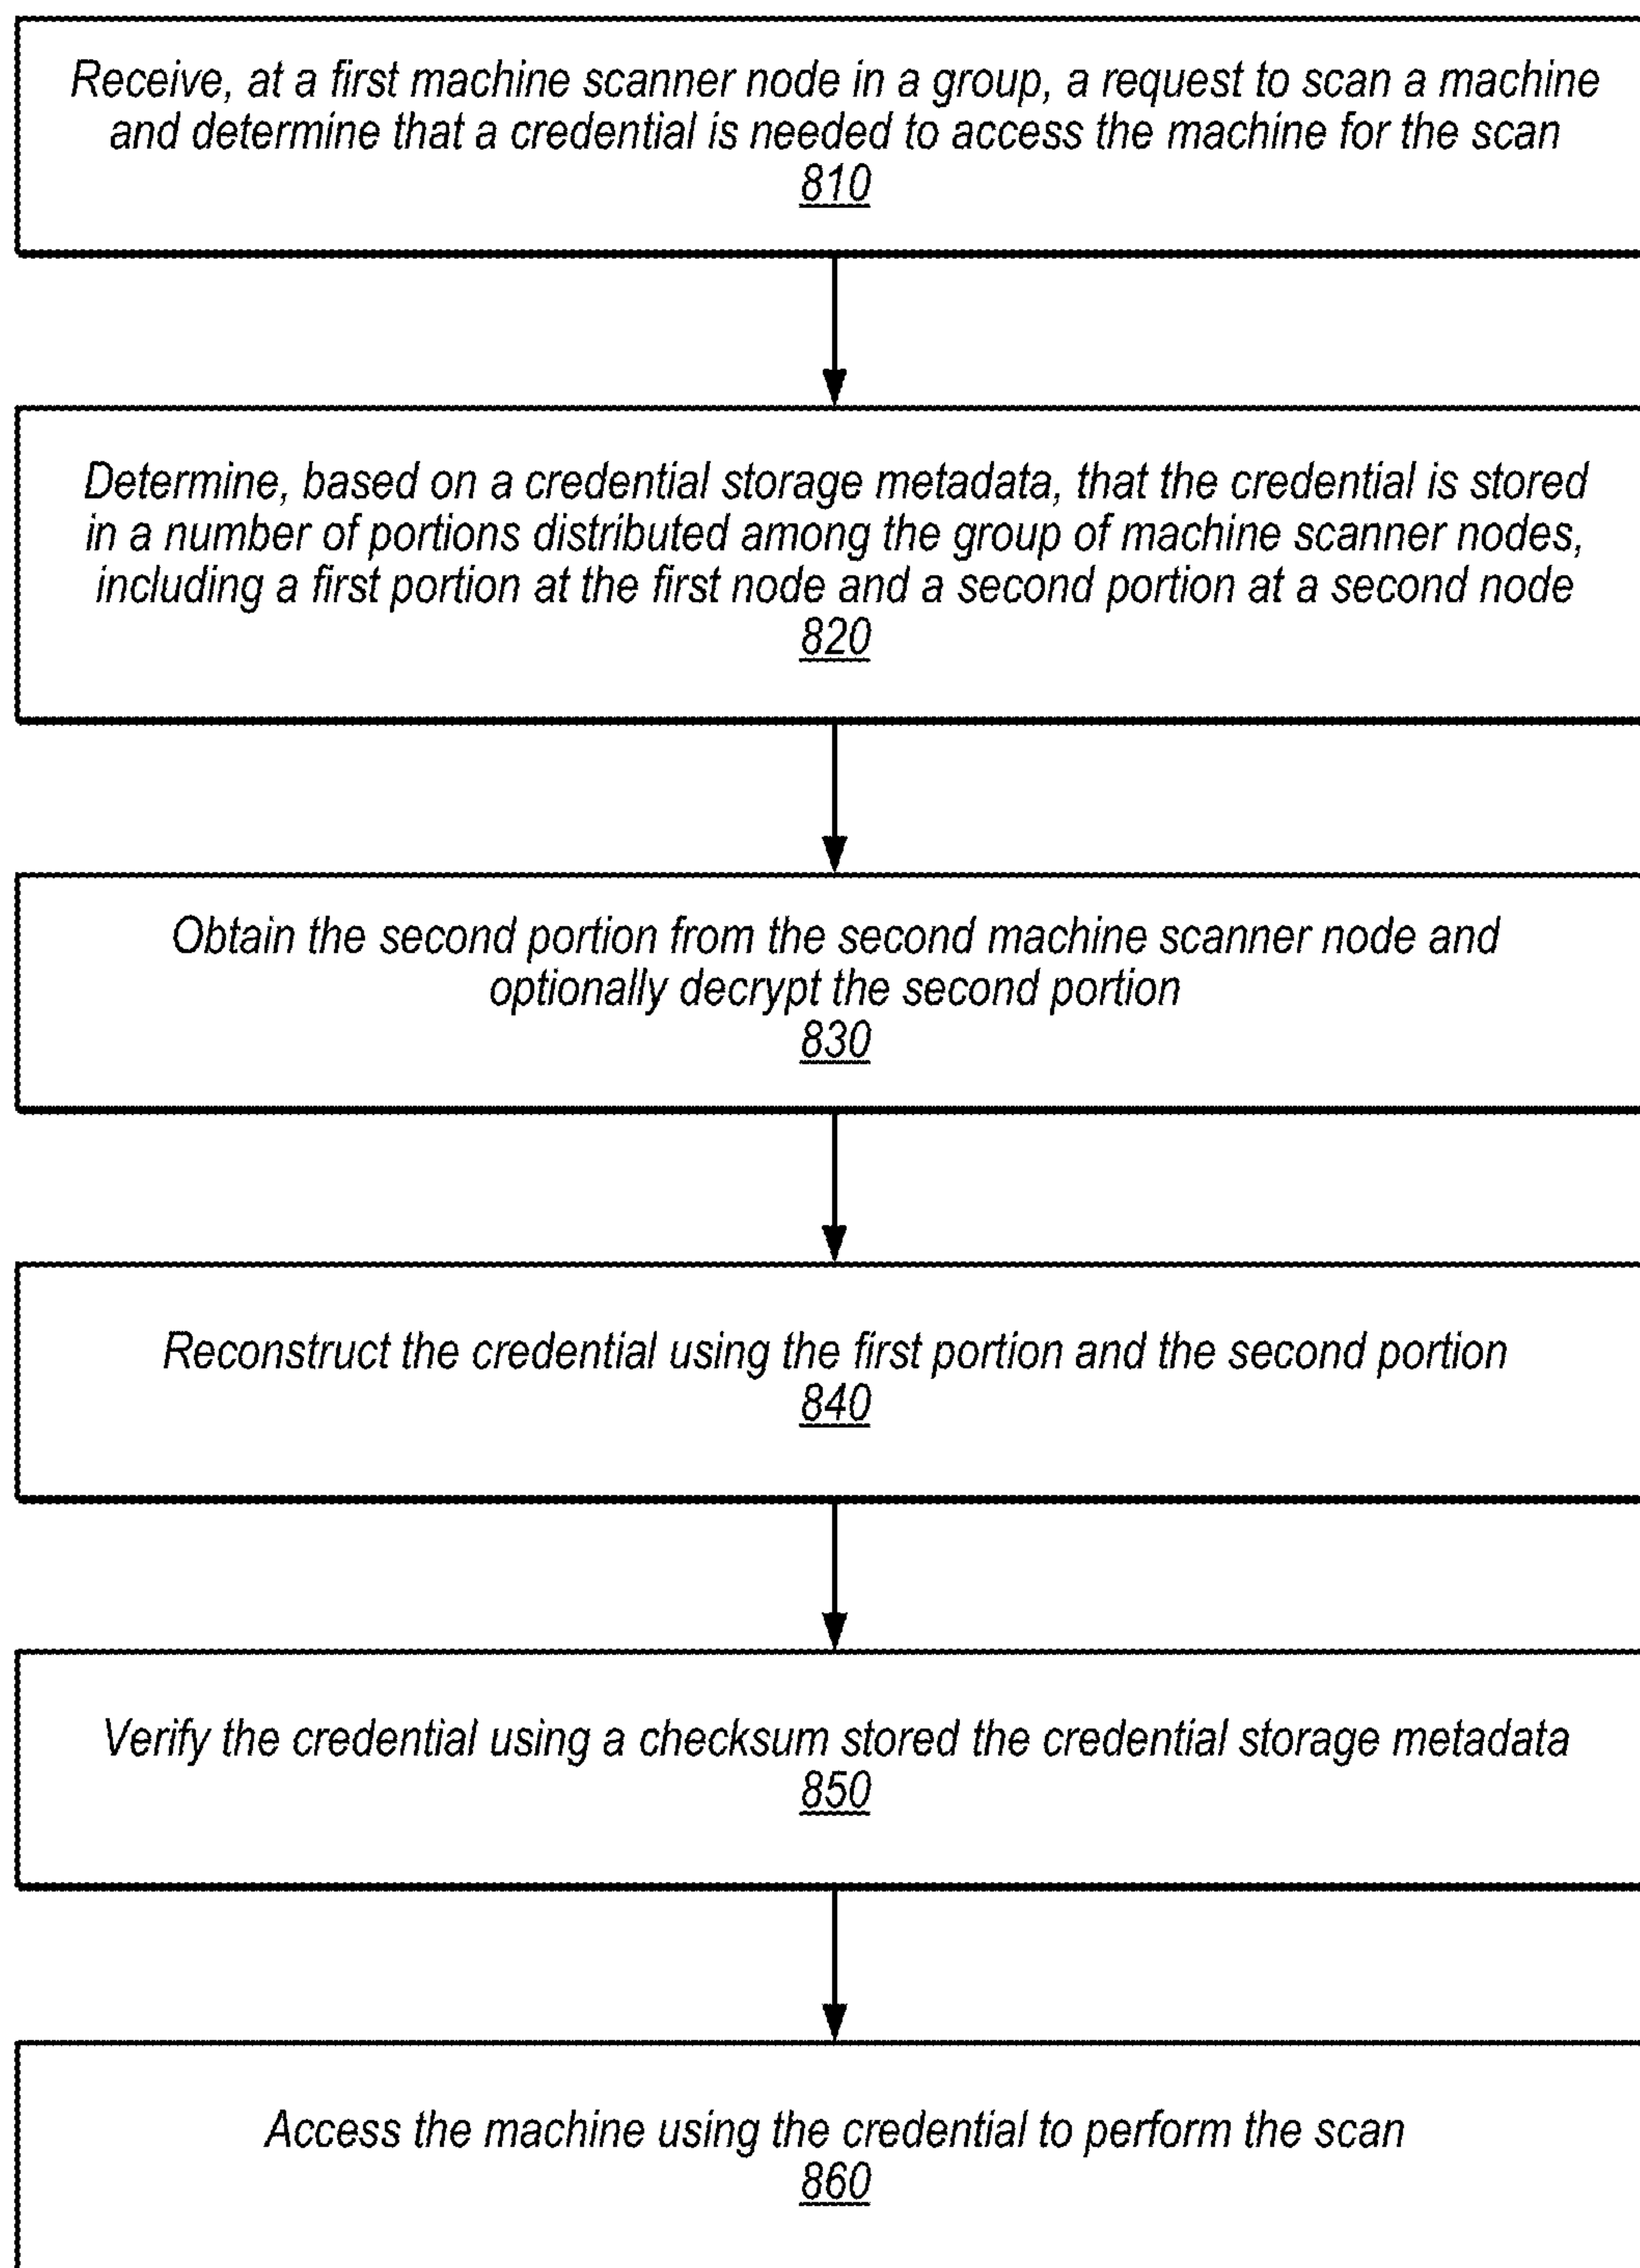 Receive, at a first machine scanner node in a group, a request to scan a machine
and determine that a credential is needed to access the machine for the scan
810
Determine, based on a credential storage metadata, that the credential is stored
in a number of portions distributed among the group of machine scanner nodes,
including a first portion at the first node and a second portion at a second node
820
Obtain the second portion from the second machine scanner node and
optionally decrypt the second portion
830
Reconstruct the credential using the first portion and the second portion
840
Verify the credential using a checksum stored the credential storage metadata
850
Access the machine using the credential to perform the scan
860